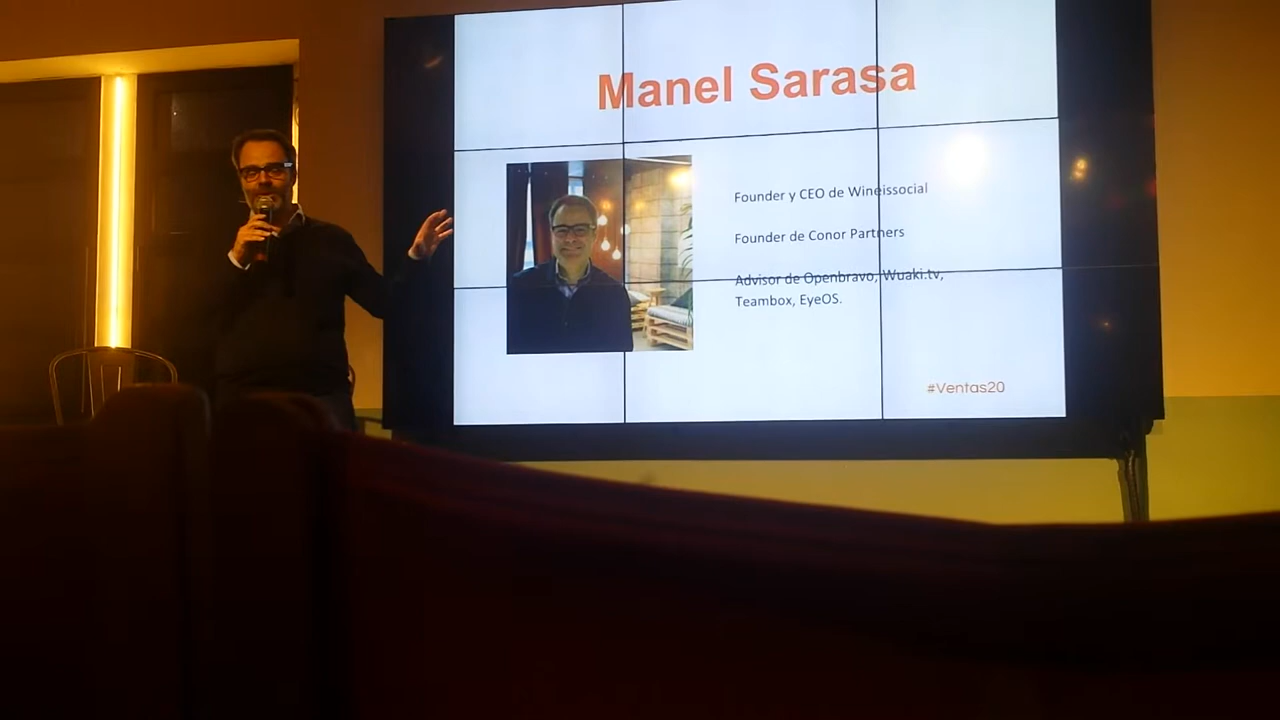 Manel Sarasa
Founder y CEO de Wineissocial
Founder de Conor Partners
Advisor de Openbravo, Wuaki.tv,
Teambox, EyeOS.
#Ventas20